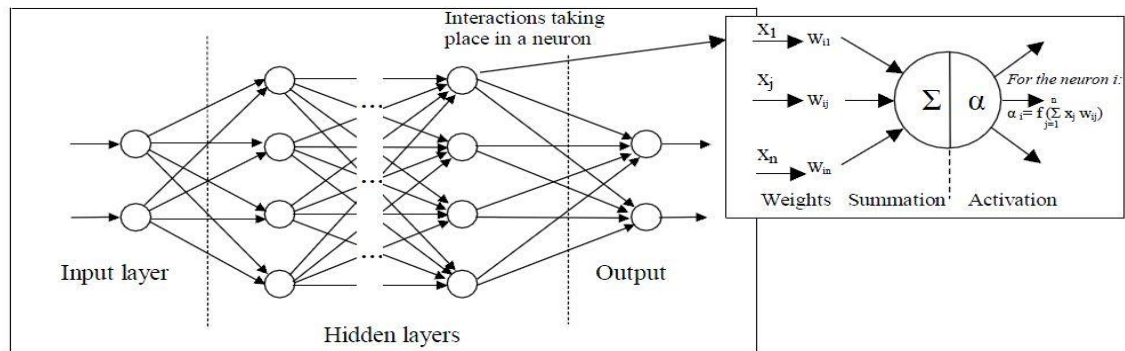 Interactions taking
place in a neuron
Input layer
...
...
...
Output
Hidden layers
X1
Wi1
Xj
Wij
Xn
Win
Σ
α
For the neuron i:
α i= f (Σ xj wij)
n
j=1
Weights Summation Activation